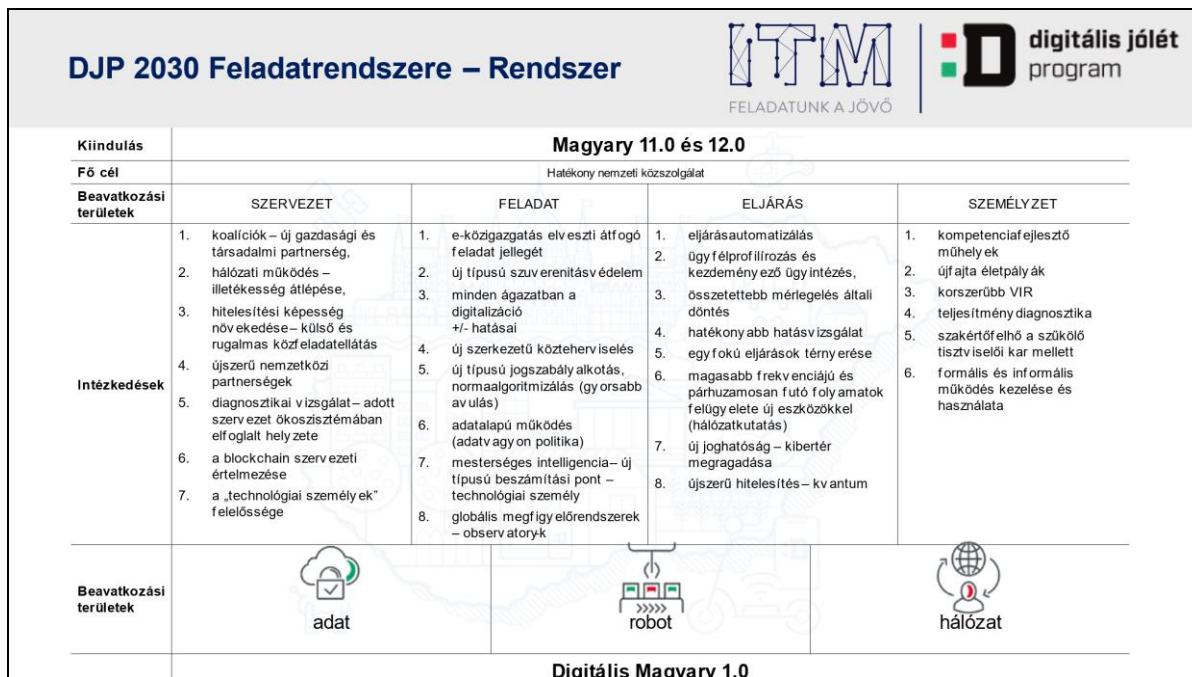 DJP 2030 Feladatrendszere – Rendszer
ITM
FELADATUNK A JÖVŐ
D
digitális jólét
program
Kiindulás
Magyary 11.0 és 12.0
Fő cél
Hatékony nemzeti közszolgálat
Beavatkozási
területek
SZERVEZET
FELADAT
ELJÁRÁS
SZEMÉLYZET
Intézkedések
1. koalíciók – új gazdasági és
társadalmi partnerség,
2. hálózati működés –
illetékesség átlépése,
3. hitelesítési képesség
növekedése – külső és
rugalmas közfeladatellátás
4. újszerű nemzetközi
partnerségek
5. diagnosztikai vizsgálat – adott
szervezet ökoszisztémában
elfoglalt helyzete
6. a blockchain szervezeti
értelmezése
7. a „technológiai személyek”
felelőssége
1. e-közigazgatás elveszti átfogó
feladat jellegét
2. új típusú szuverenitásvédelem
3. minden ágazatban a
digitalizáció
+/- hatásai
4. új szerkezetű közteherviselés
5. új típusú jogszabályalkotás,
normaalgoritmizálás (gyorsabb
avulás)
6. adatalapú működés
(adatvagyon politika)
7. mesterséges intelligencia – új
típusú beszámítási pont –
technológiai személy
8. globális megfigyelőrendszerek
– observatory-k
1. eljárásautomatizálás
2. ügyfélprofilírozás és
kezdeményező ügyintézés,
3. összetettebb mérlegelés általi
döntés
4. hatékonyabb hatásvizsgálat
5. egyfokú eljárások térnyerése
6. magasabb frekvenciájú és
párhuzamosan futó folyamatok
felügyelete új eszközökkel
(hálózatkutatás)
7. új joghatóság – kibertér
megragadása
8. újszerű hitelesítés – kvantum
1. kompetenciafejlesztő
műhelyek
2. újfajta életpályák
3. korszerűbb VIR
4. teljesítménydiagnosztika
5. szakértőfelhő a szűkülő
tisztviselői kar mellett
6. formális és informális
működés kezelése és
használata
Beavatkozási
területek
adat
robot
hálózat
Digitális Magyary 1.0